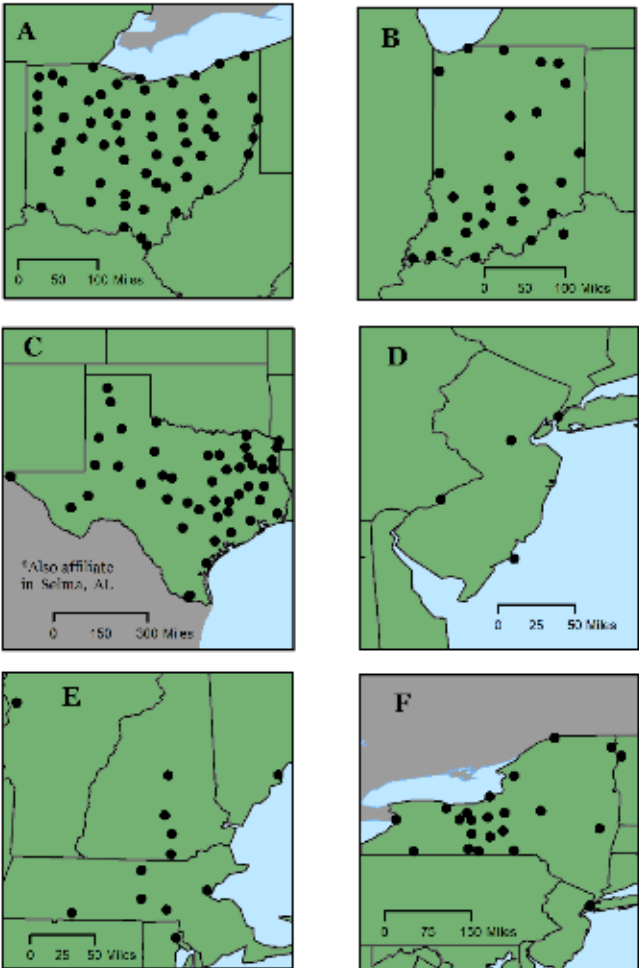 A
0 50 100 Miles
B
0 50 100 Miles
C
*Also affiliate
in Selma, AL
0 150 300 Miles
D
0 25 50 Miles
E
0 25 50 Miles
F
0 75 150 Miles